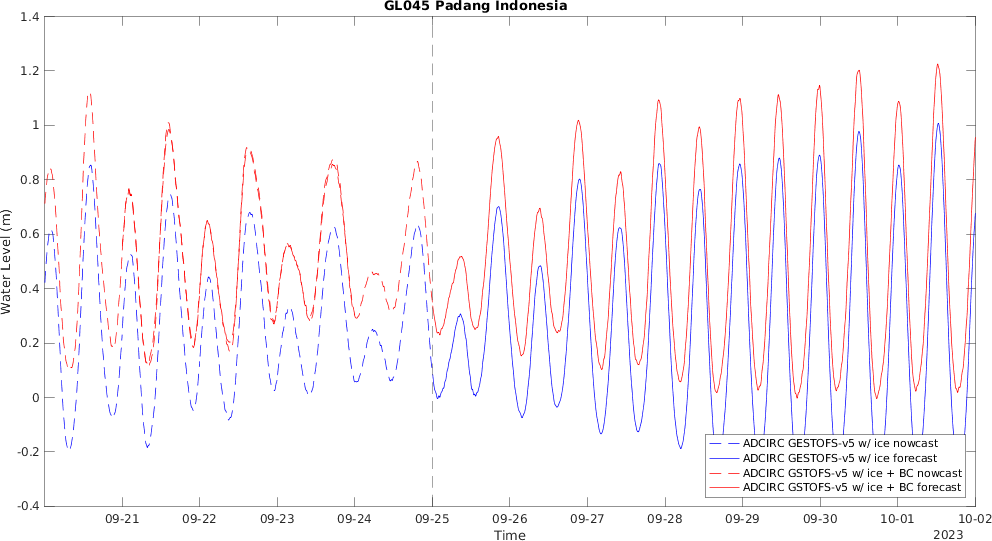 GL045 Padang Indonesia
1.4
1.2
1
0.8
0.6
0.4
0.2
0
-0.2
-0.4
Water Level (m)
ADCIRC GESTOFS-v5 w/ ice nowcast
ADCIRC GESTOFS-v5 w/ ice forecast
ADCIRC GSTOFS-v5 w/ ice + BC nowcast
ADCIRC GSTOFS-v5 w/ ice + BC forecast
09-21 09-22 09-23 09-24 09-25 09-26 09-27 09-28 09-29 09-30 10-01 10-02
Time
2023